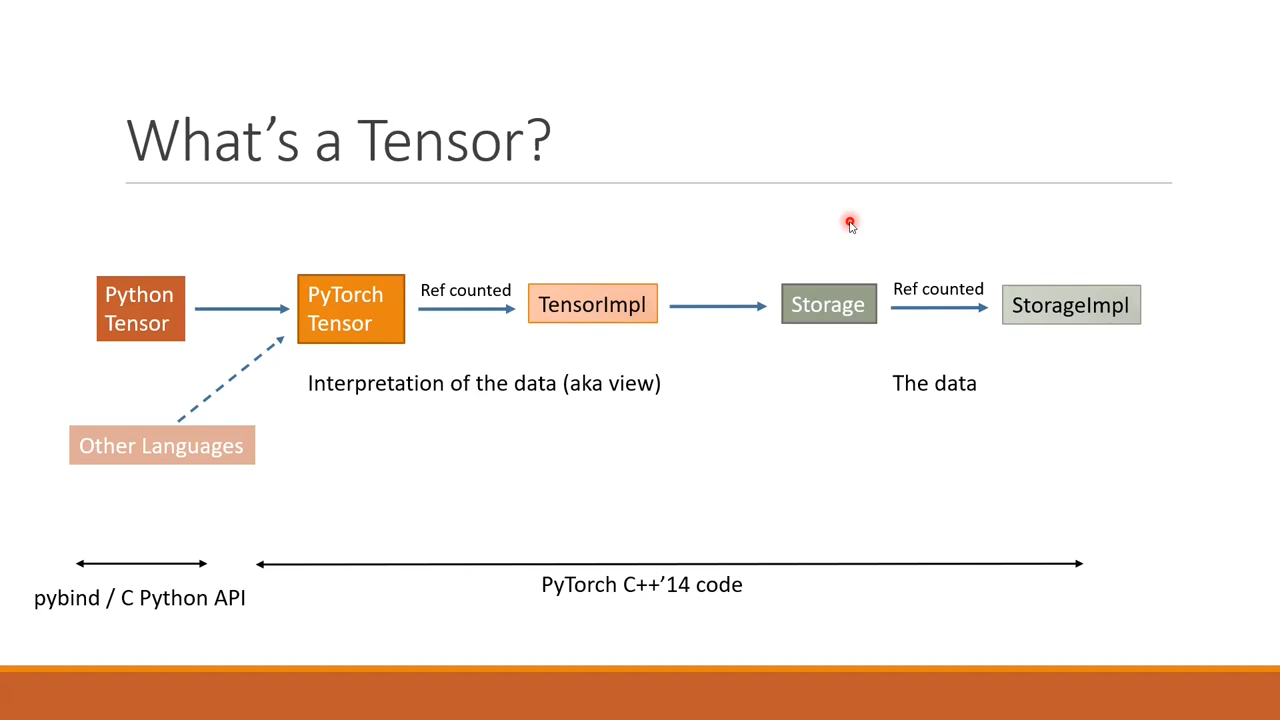 What’s a Tensor?
Python
Tensor
PyTorch
Tensor
Ref counted
TensorImpl
Storage
Ref counted
StorageImpl
Interpretation of the data (aka view)
The data
Other Languages
pybind / C Python API
PyTorch C++’14 code